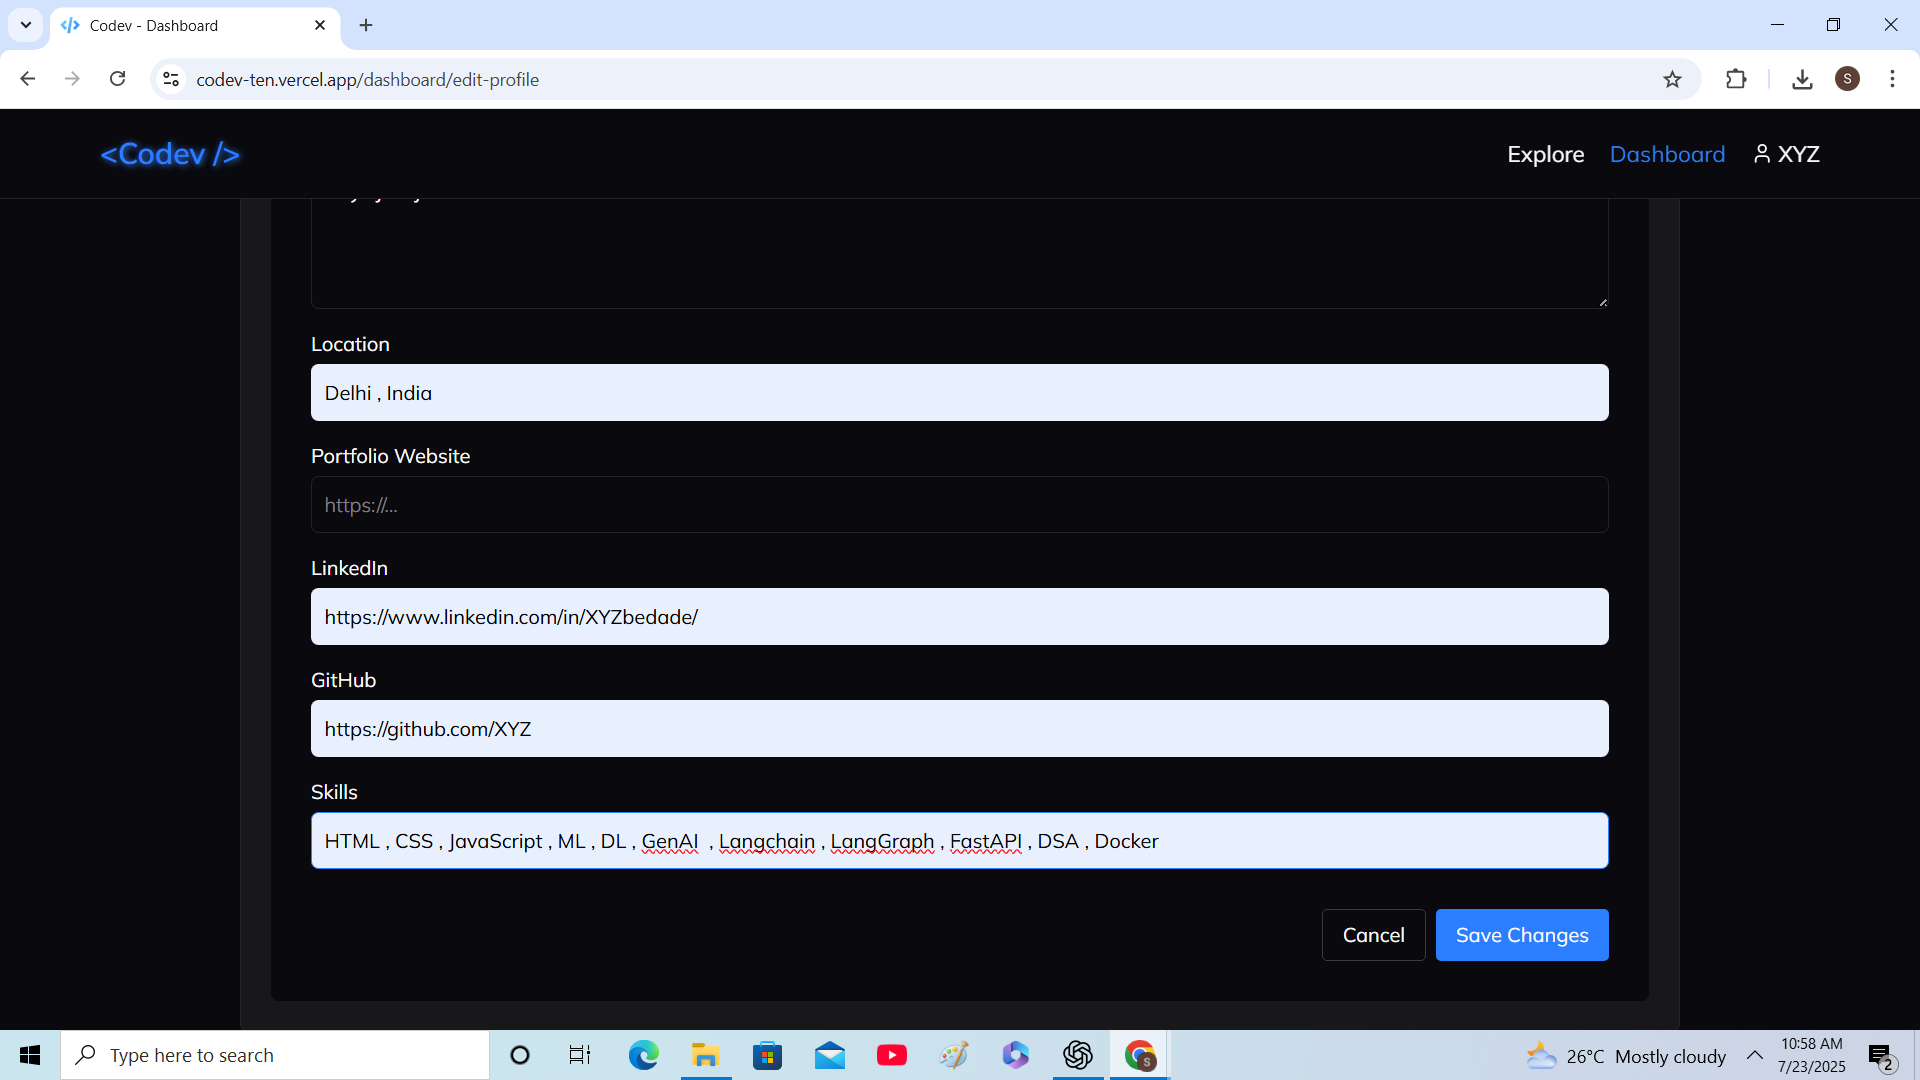 Codev - Dashboard
codev-ten.vercel.app/dashboard/edit-profile
S
<Codev />
Explore
Dashboard
XYZ
Location
Delhi , India
Portfolio Website
https://...
LinkedIn
https://www.linkedin.com/in/XYZbedade/
GitHub
https://github.com/XYZ
Skills
HTML , CSS , JavaScript , ML , DL , GenAI  , Langchain , LangGraph , FastAPI , DSA , Docker
Cancel
Save Changes
Type here to search
S
26°C Mostly cloudy
10:58 AM
7/23/2025
2